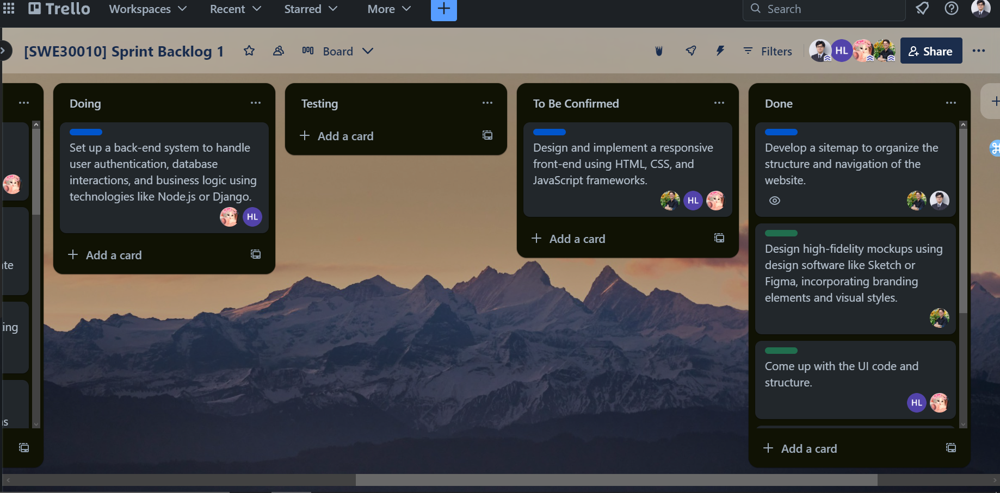 Trello
Workspaces
Recent
Starred
More
Search
[SWE30010] Sprint Backlog 1
Board
Filters
HL
Share
ing
Doing
Set up a back-end system to handle
user authentication, database
interactions, and business logic using
technologies like Node.js or Django.
HL
Add a card
Testing
Add a card
To Be Confirmed
Design and implement a responsive
front-end using HTML, CSS, and
JavaScript frameworks.
HL
Add a card
Done
Develop a sitemap to organize the
structure and navigation of the
website.
Design high-fidelity mockups using
design software like Sketch or
Figma, incorporating branding
elements and visual styles.
Come up with the UI code and
structure.
HL
Add a card